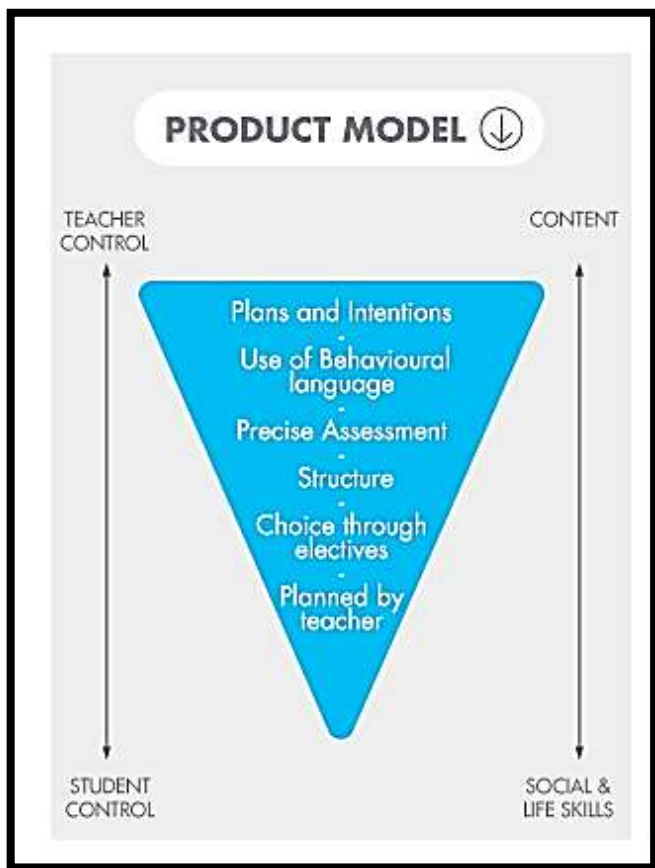 PRODUCT MODEL
TEACHER
CONTROL
CONTENT
Plans and Intentions
-
Use of Behavioural
language
-
Precise Assessment
-
Structure
-
Choice through
electives
-
Planned by
teacher
STUDENT
CONTROL
SOCIAL &
LIFE SKILLS